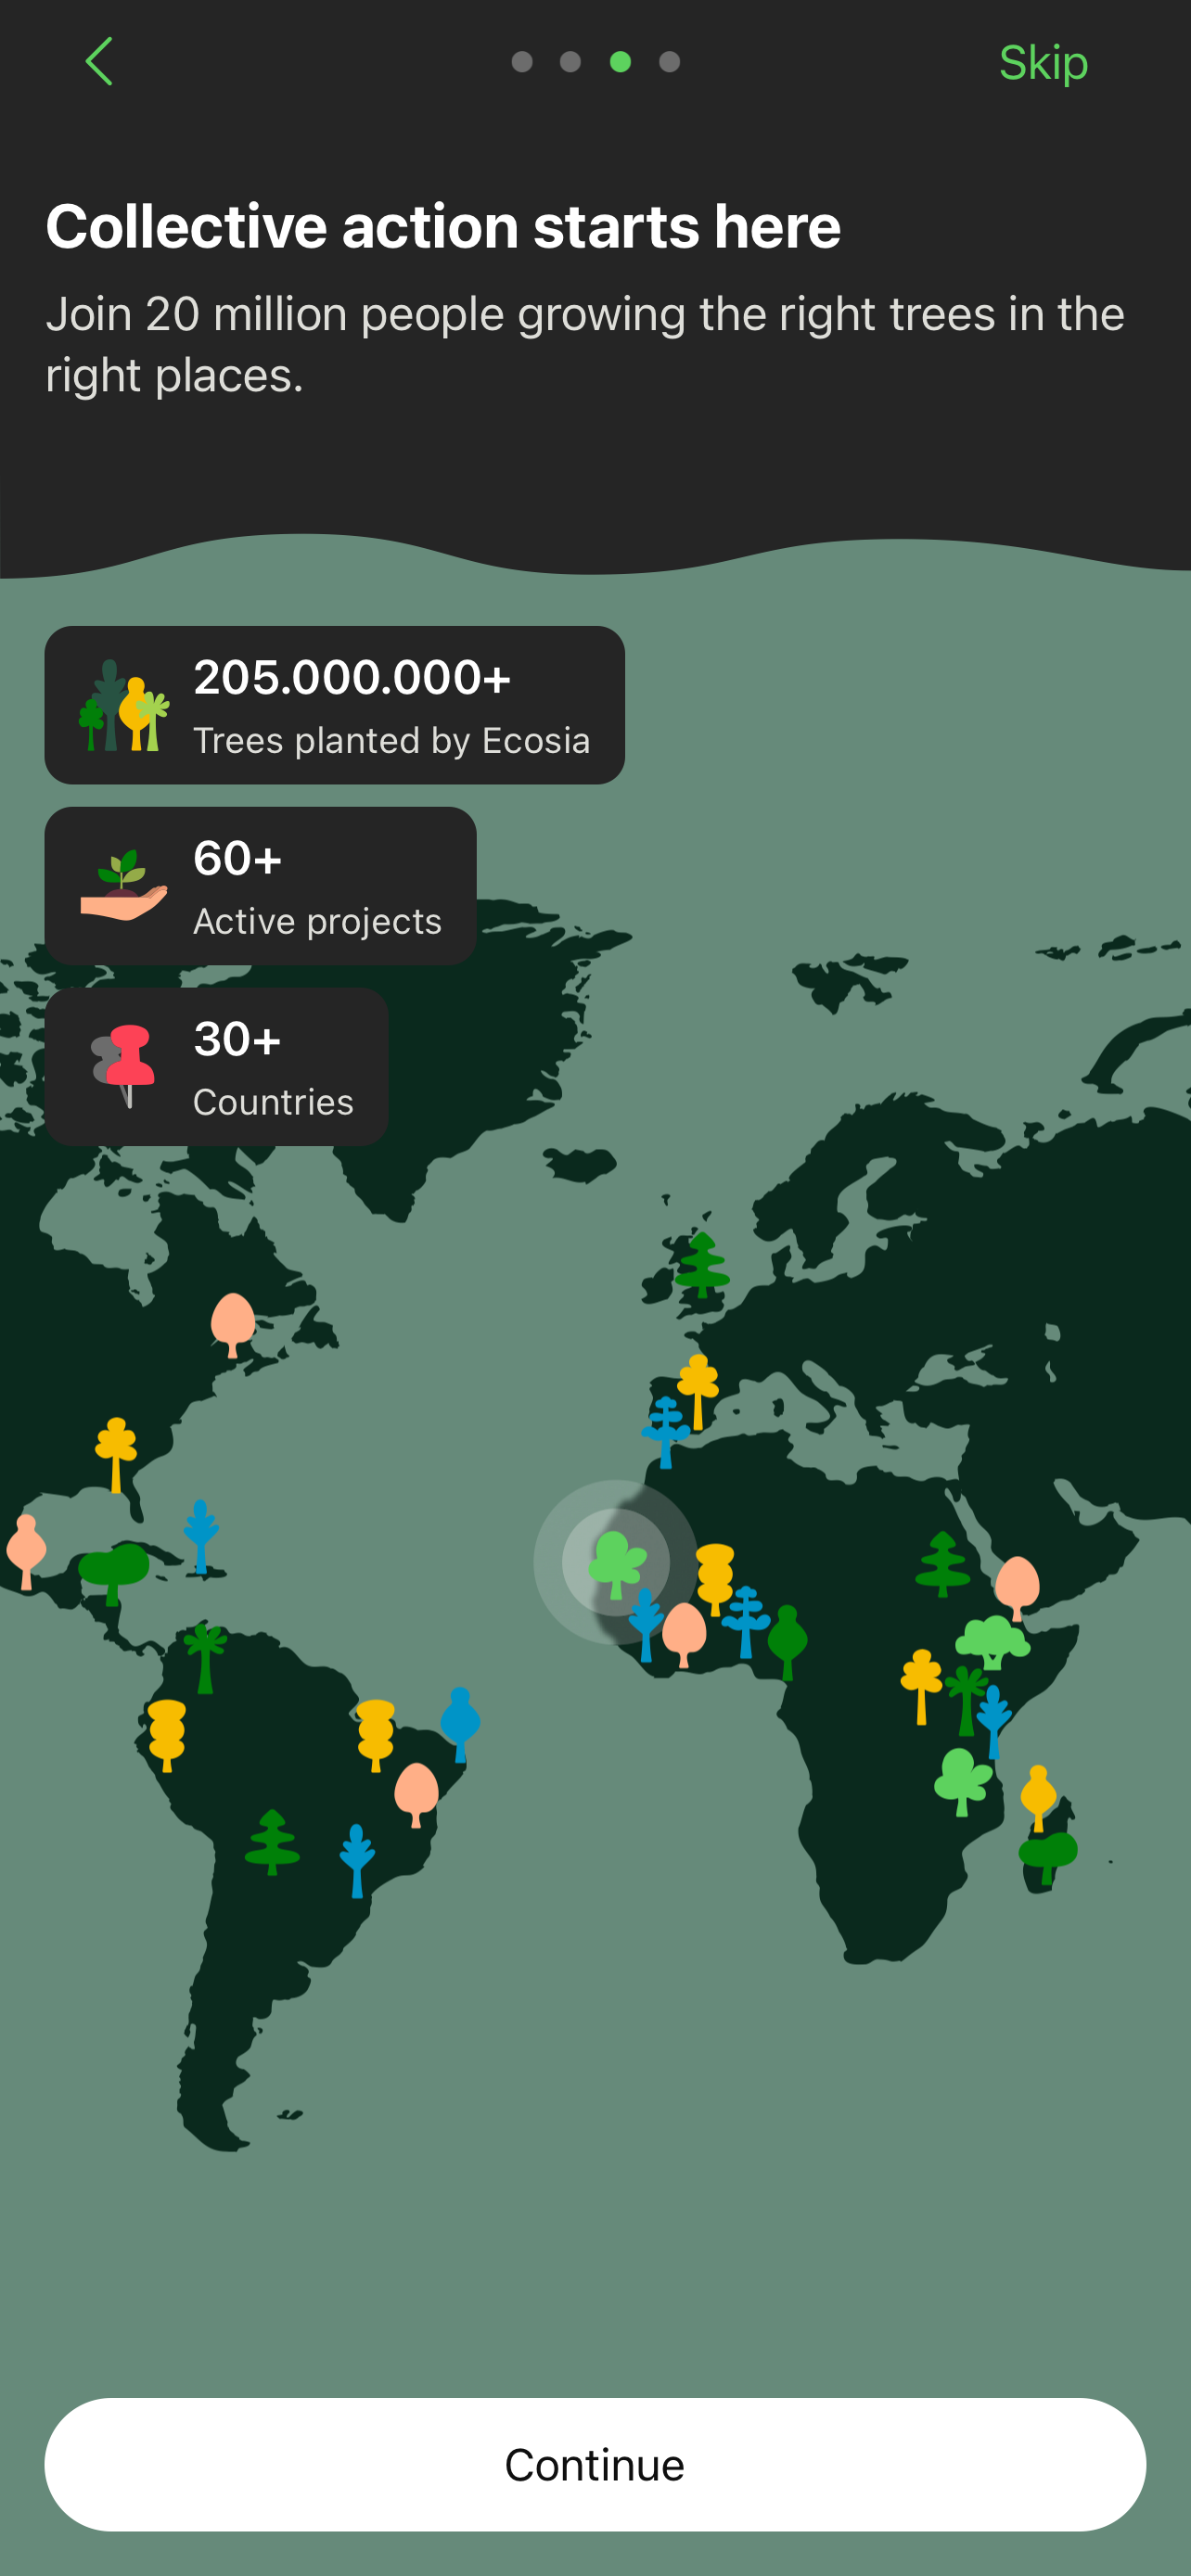 Skip
Collective action starts here
Join 20 million people growing the right trees in the
right places.
205.000.000+
Trees planted by Ecosia
60+
Active projects
30+
Countries
Continue